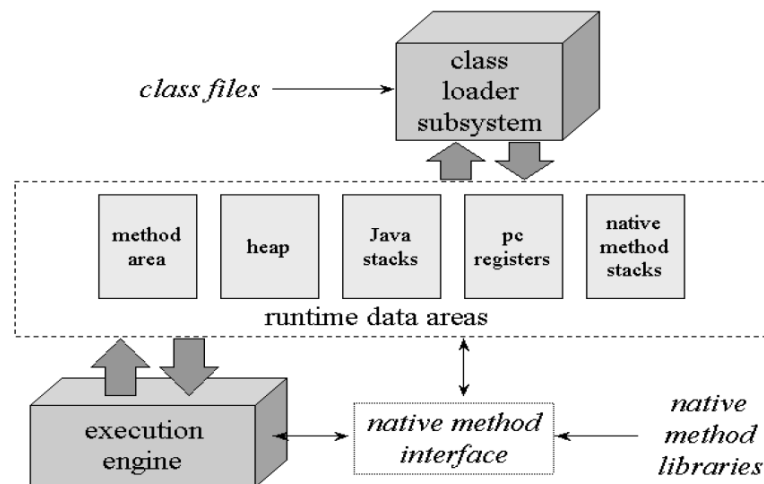 class files
class
loader
subsystem
method
area
heap
Java
stacks
pc
registers
native
method
stacks
runtime data areas
execution
engine
native method
interface
native
method
libraries